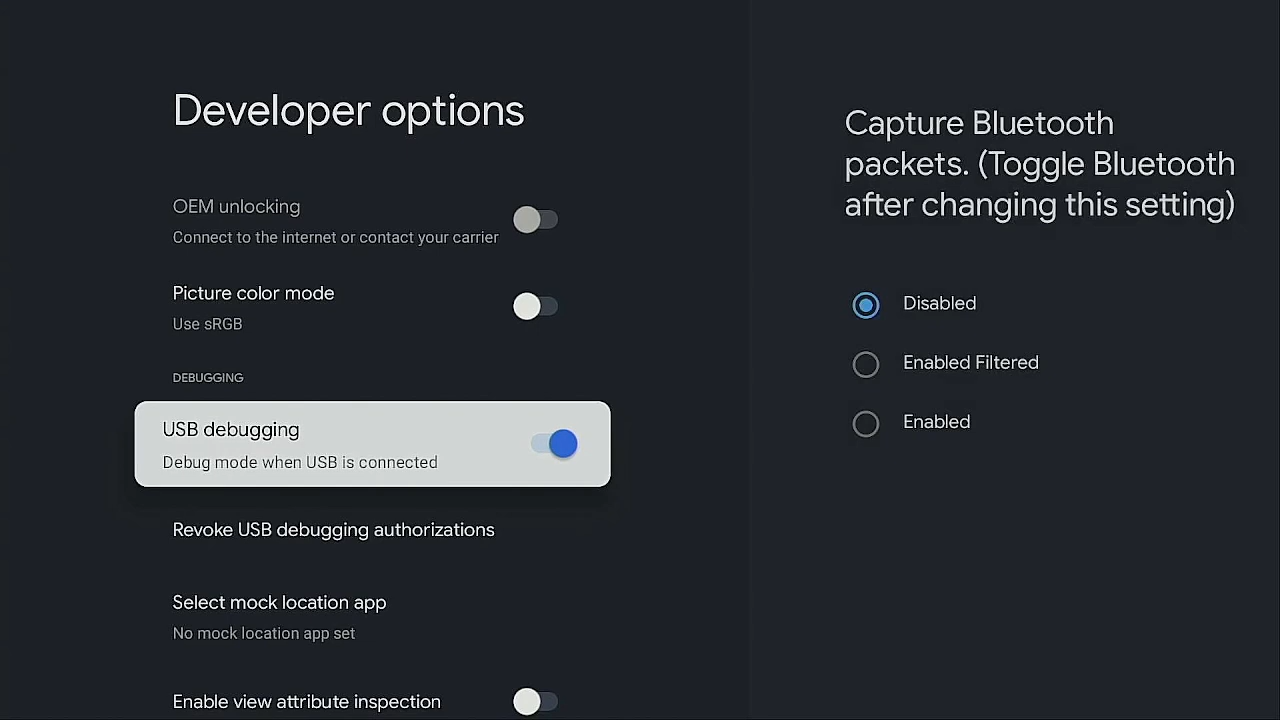 Developer options
OEM unlocking
Connect to the internet or contact your carrier
Picture color mode
Use sRGB
DEBUGGING
USB debugging
Debug mode when USB is connected
Revoke USB debugging authorizations
Select mock location app
No mock location app set
Enable view attribute inspection
Capture Bluetooth
packets. (Toggle Bluetooth
after changing this setting)
Disabled
Enabled Filtered
Enabled